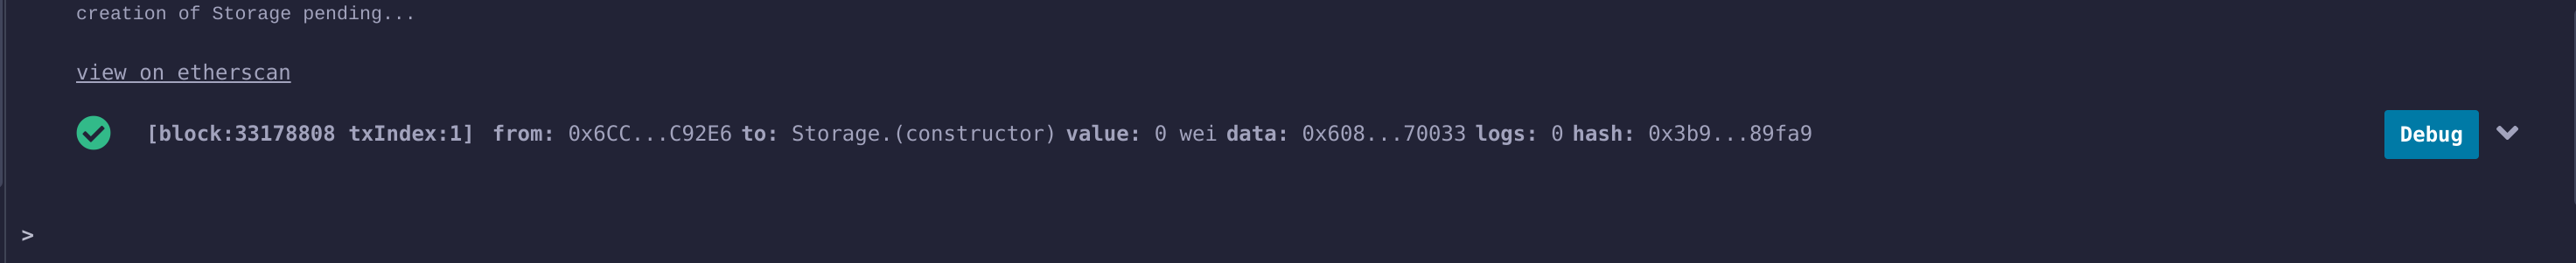 creation of Storage pending...
view on etherscan
[block:33178808 txIndex:1] from: 0x6CC...C92E6 to: Storage.(constructor) value: 0 wei data: 0x608...70033 logs: 0 hash: 0x3b9...89fa9 Debug
>